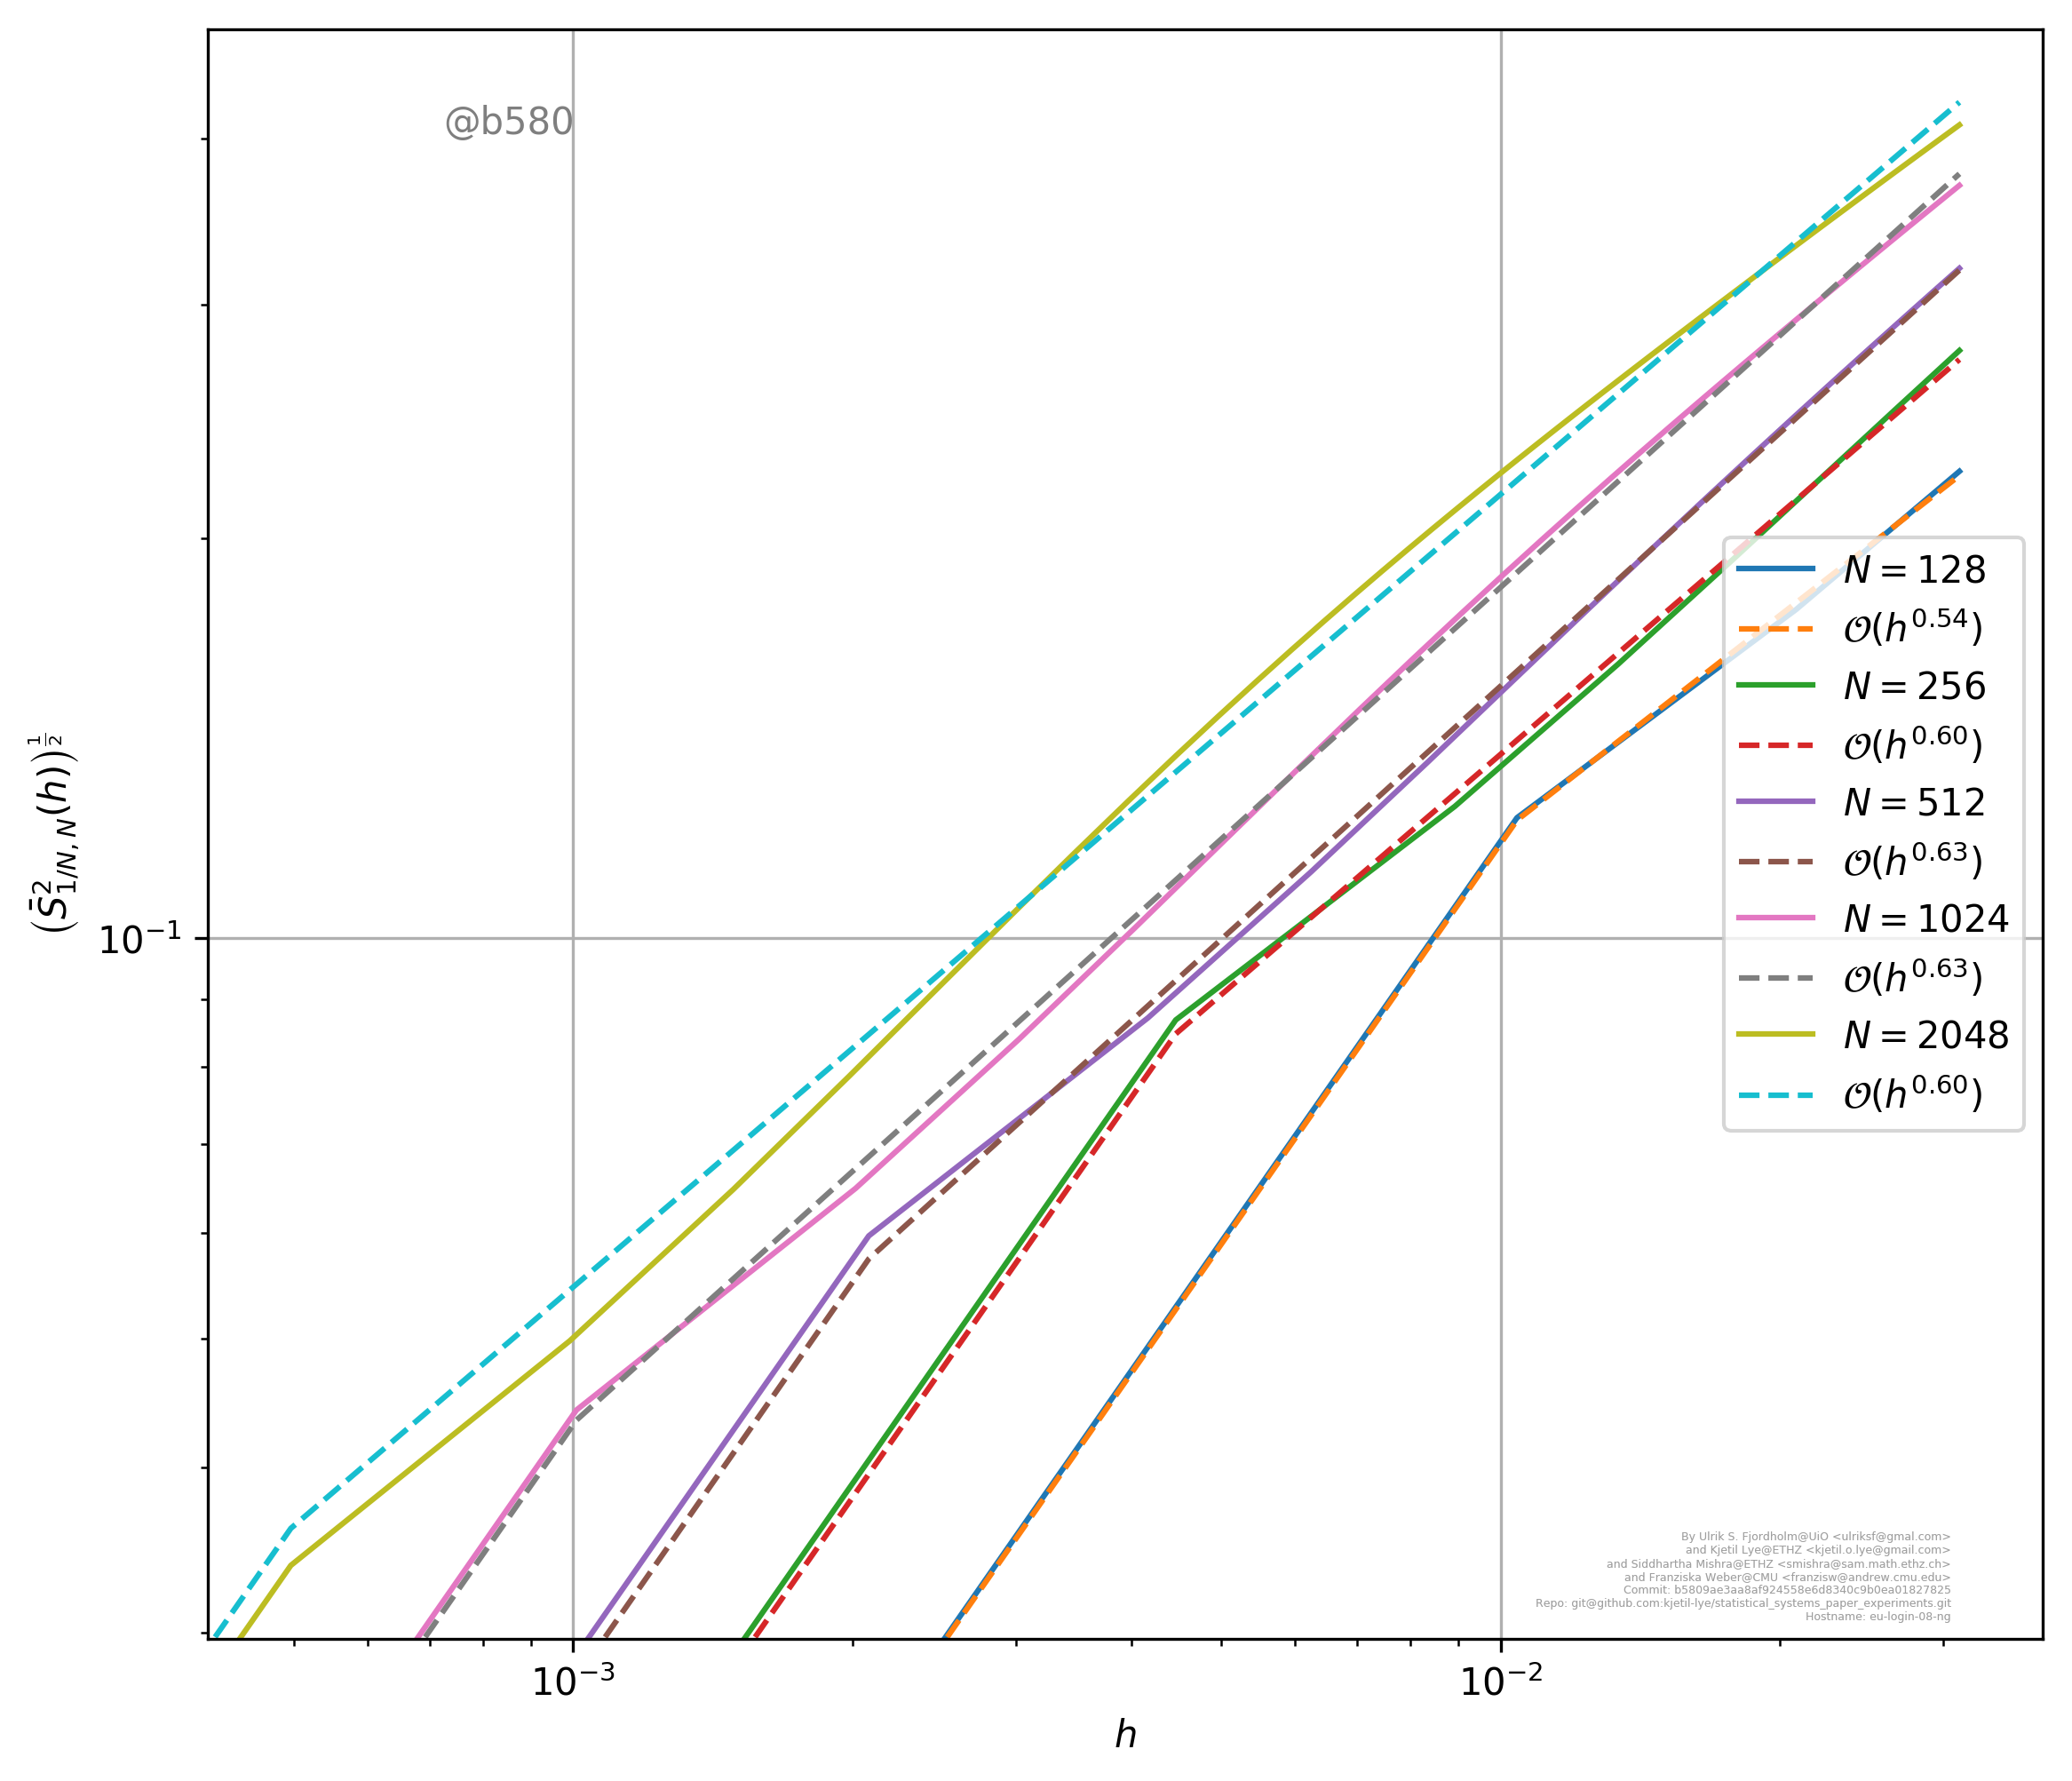 @b580
(S̄²₁/N, N(h))^½
10⁻¹
10⁻³
10⁻²
h
N = 128
𝒪(h^0.54)
N = 256
𝒪(h^0.60)
N = 512
𝒪(h^0.63)
N = 1024
𝒪(h^0.63)
N = 2048
𝒪(h^0.60)
By Ulrik S. Fjordholm@UiO <ulriksf@gmal.com>
and Kjetil Lye@ETHZ <kjetil.o.lye@gmail.com>
and Siddhartha Mishra@ETHZ <smishra@sam.math.ethz.ch>
and Franziska Weber@CMU <franzisw@andrew.cmu.edu>
Commit: b5809ae3aa8af924558e6d8340c9b0ea01827825
Repo: git@github.com:kjetil-lye/statistical_systems_paper_experiments.git
Hostname: eu-login-08-ng